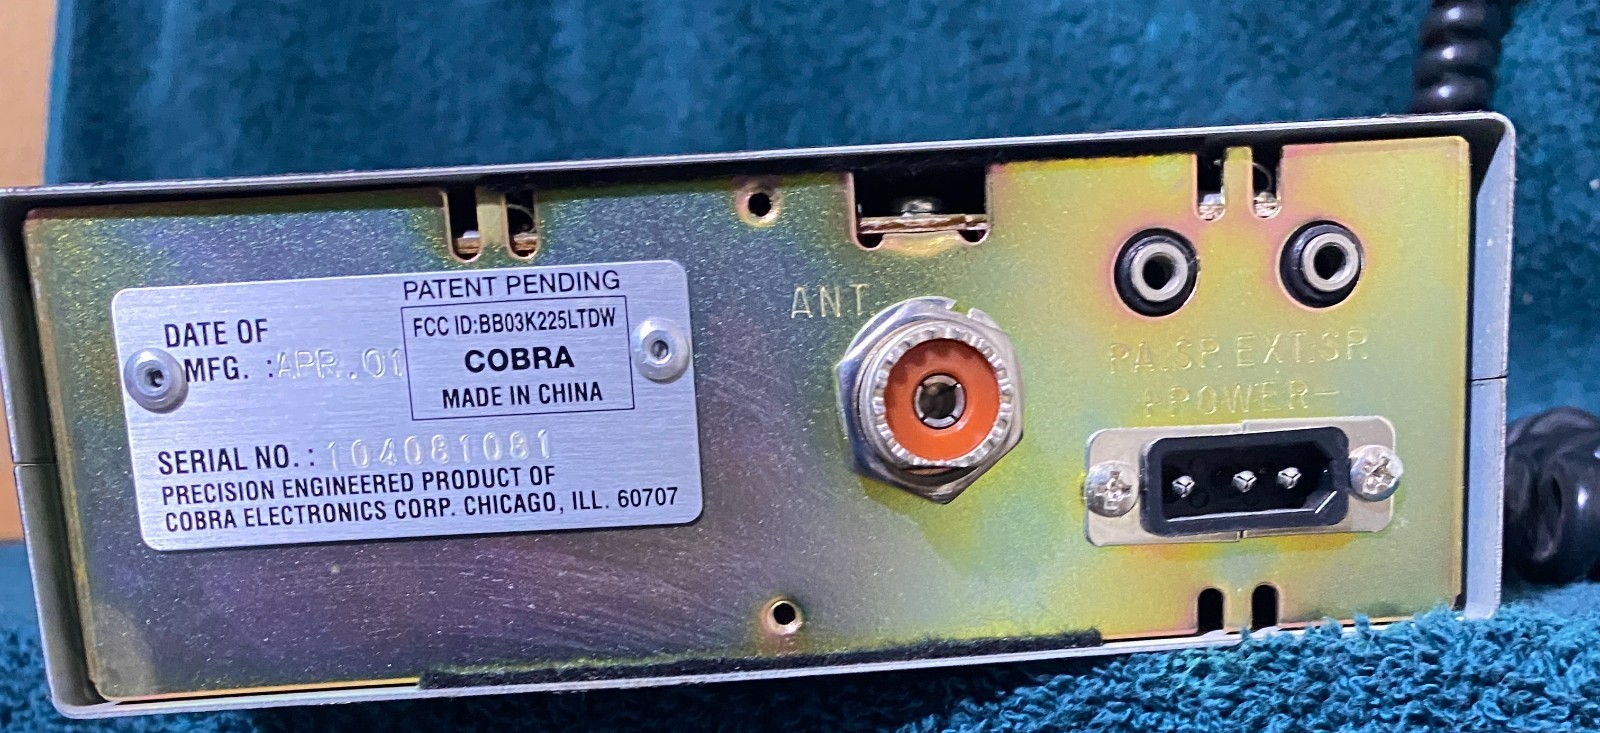 PATENT PENDING
DATE OF
MFG. : APR. 01
FCC ID:BB03K225LTDW
COBRA
MADE IN CHINA
SERIAL NO. : 104081081
PRECISION ENGINEERED PRODUCT OF
COBRA ELECTRONICS CORP. CHICAGO, ILL. 60707
ANT.
P.A.SP. EXT.SP.
+POWER-